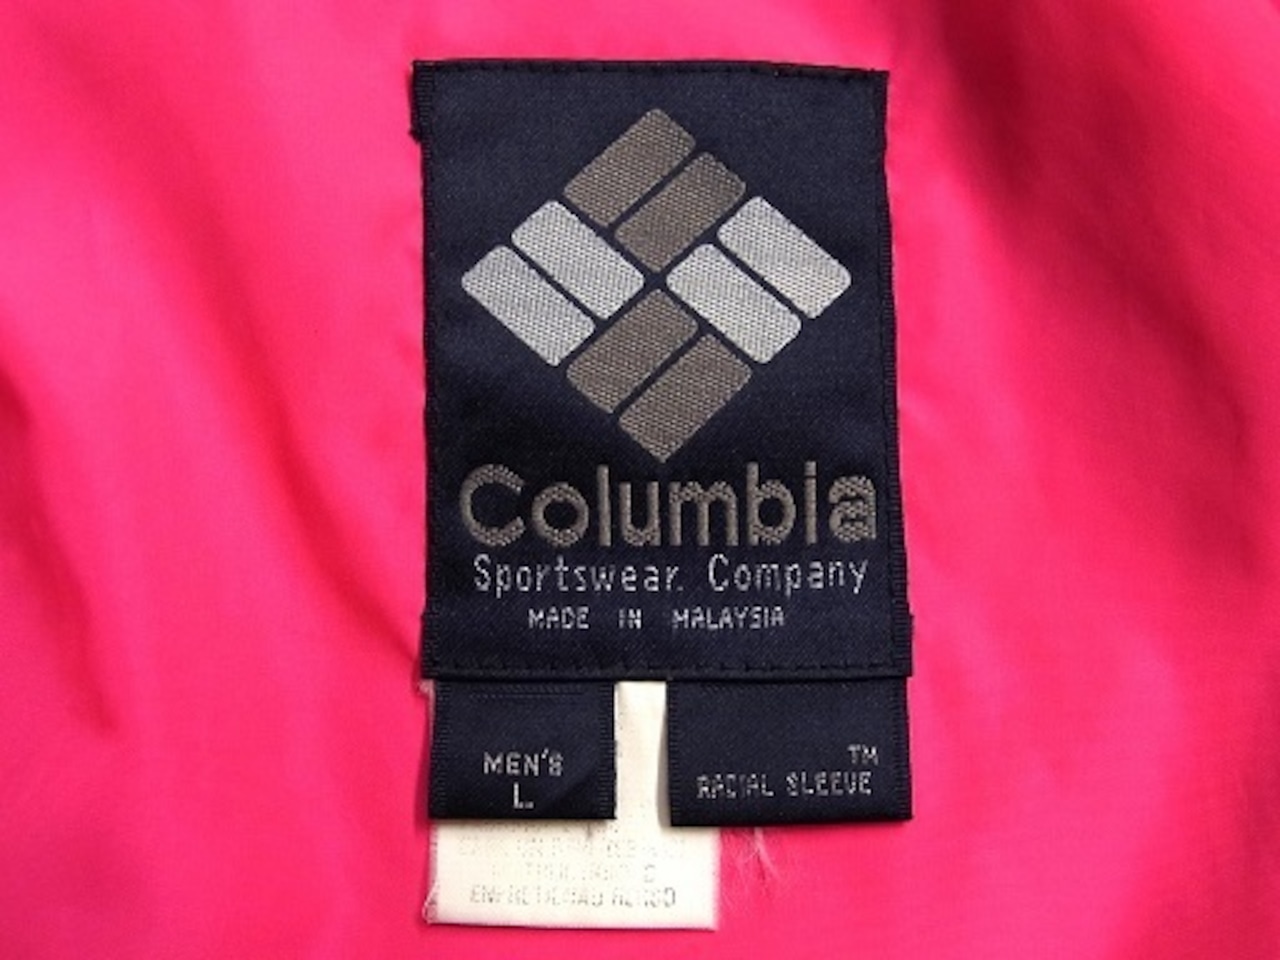 Columbia
Sportswear Company
MADE IN MALAYSIA
MEN'S
L
TM
RADIAL SLEEVE